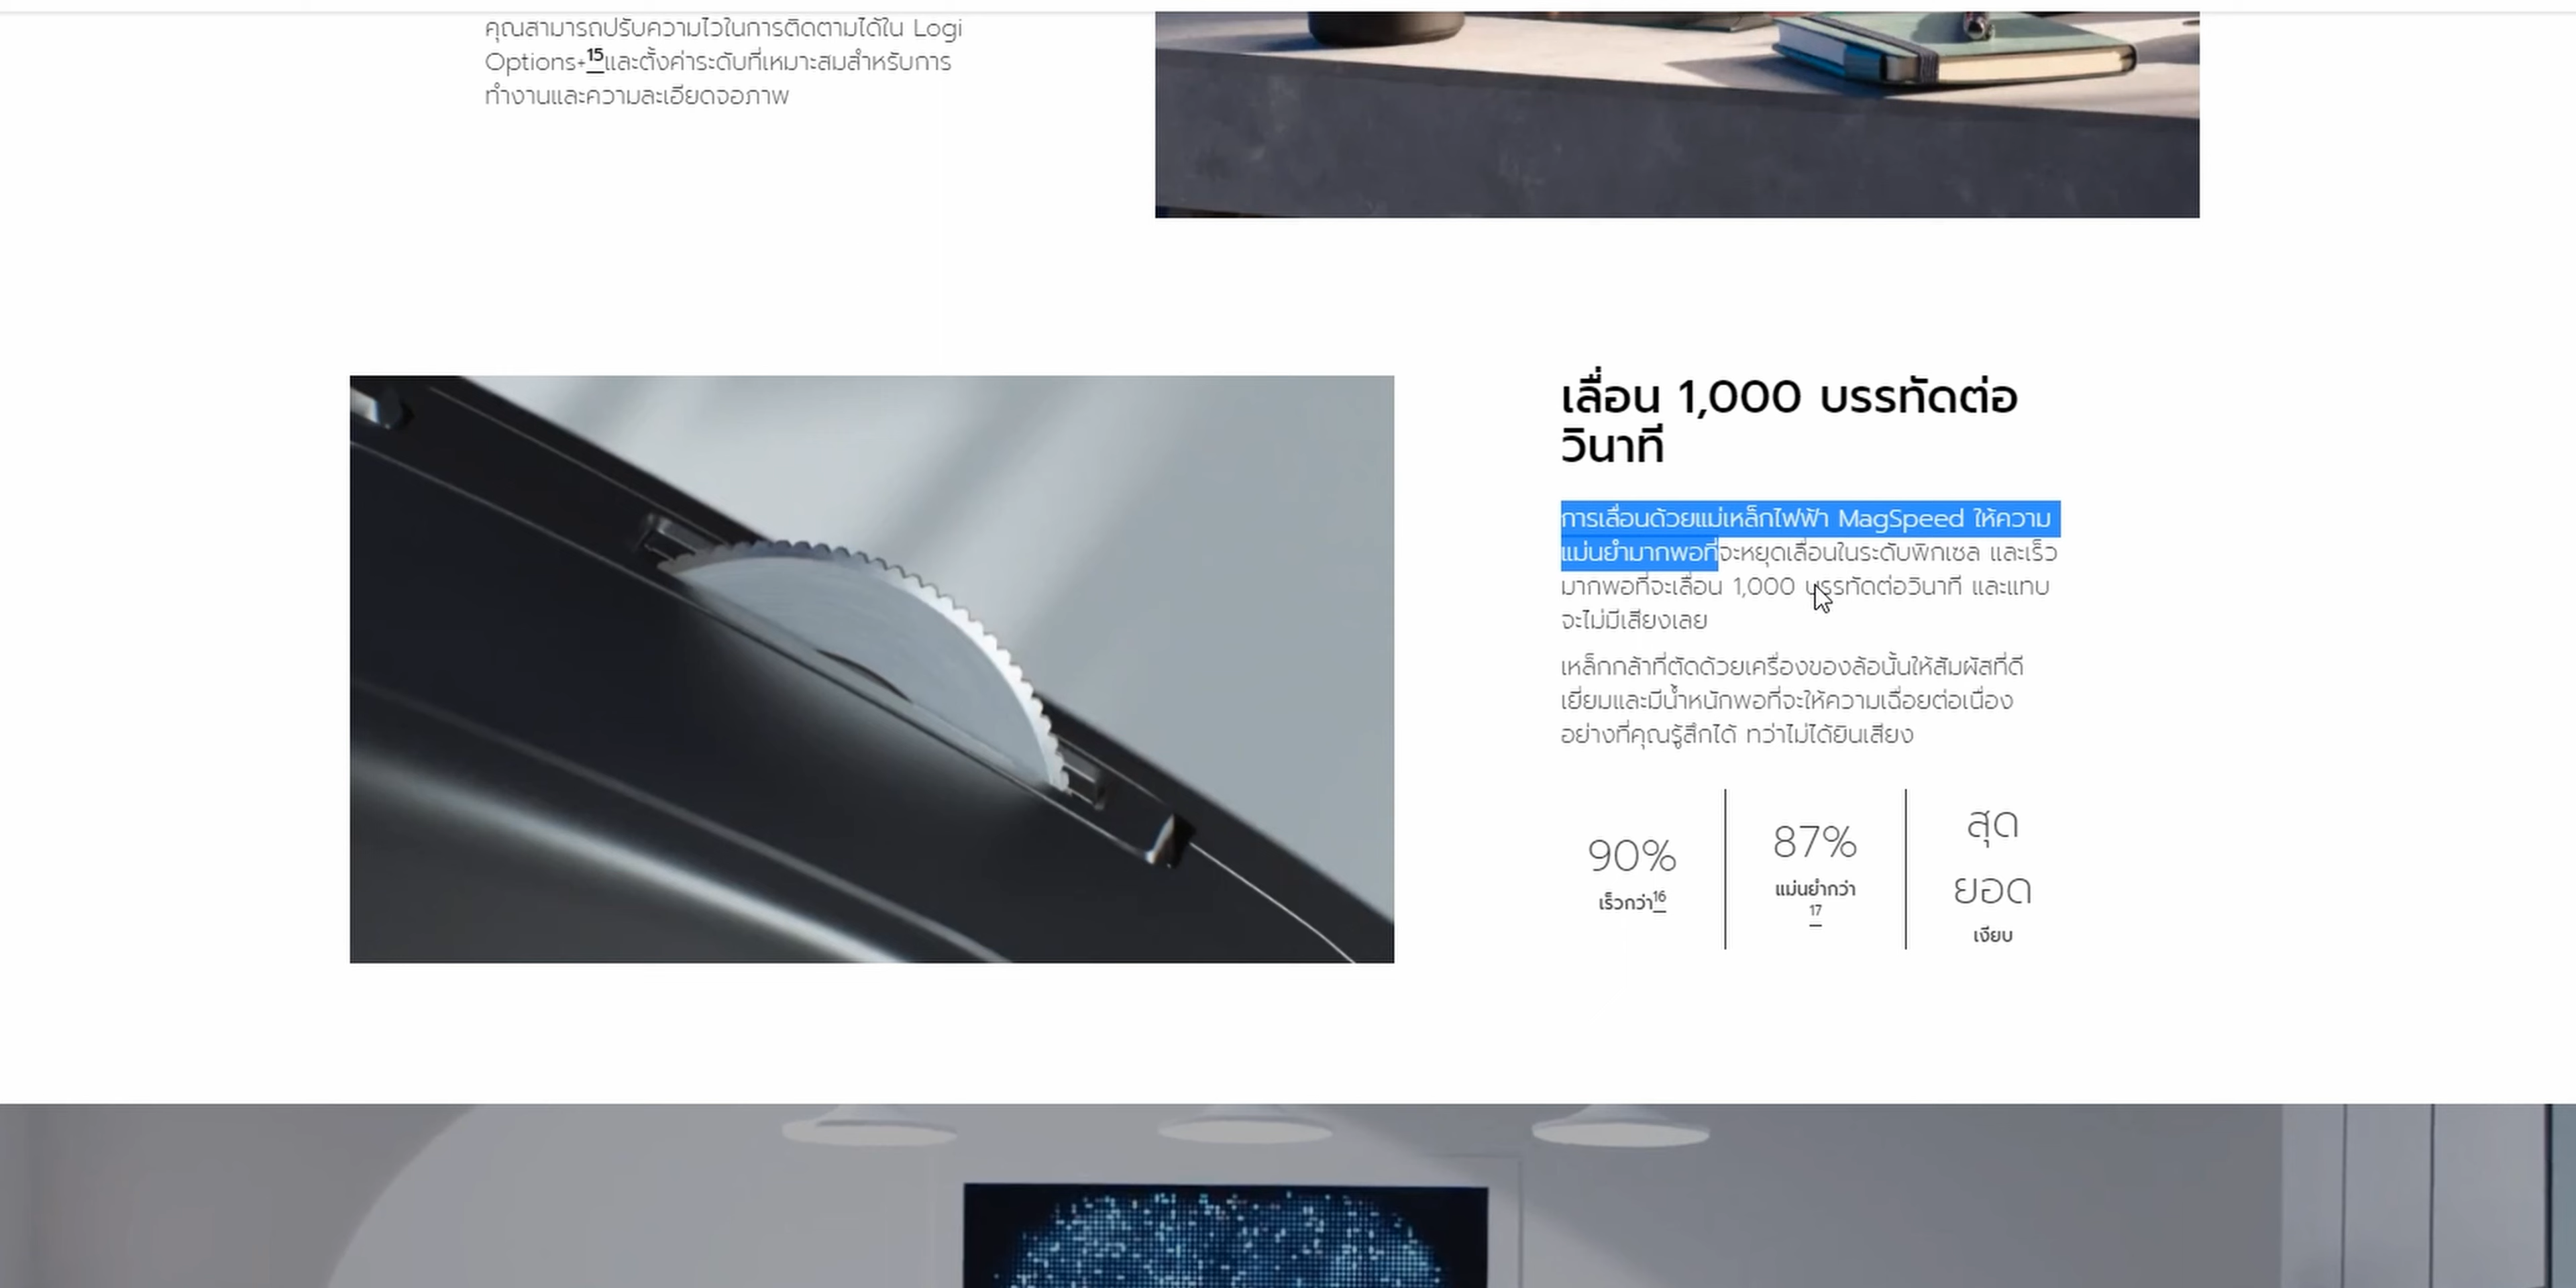 คุณสามารถปรับความไวในการติดตามได้ใน Logi
Options+15และตั้งค่าระดับที่เหมาะสมสำหรับการ
ทำงานและความละเอียดจอภาพ
เลื่อน 1,000 บรรทัดต่อ
วินาที
การเลื่อนด้วยแม่เหล็กไฟฟ้า MagSpeed ให้ความ
แม่นยำมากพอที่จะหยุดเลื่อนในระดับพิกเซล และเร็ว
มากพอที่จะเลื่อน 1,000 บรรทัดต่อวินาที และแทบ
จะไม่มีเสียงเลย
เหล็กกล้าที่ตัดด้วยเครื่องของล้อนั้นให้สัมผัสที่ดี
เยี่ยมและมีน้ำหนักพอที่จะให้ความเฉื่อยต่อเนื่อง
อย่างที่คุณรู้สึกได้ ทว่าไม่ได้ยินเสียง
90%
เร็วกว่า16
87%
แม่นยำกว่า
17
สุด
ยอด
เงียบ